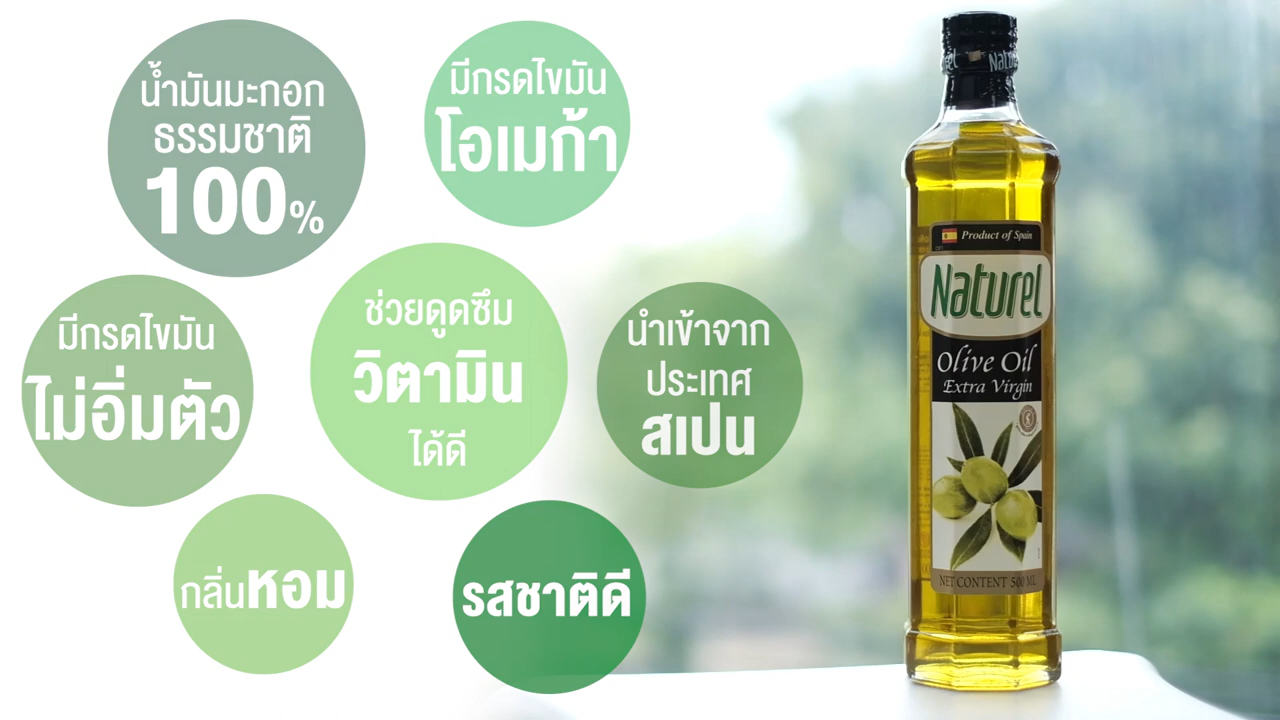 น้ำมันมะกอก
ธรรมชาติ
100%
มีกรดไขมัน
โอเมก้า
มีกรดไขมัน
ไม่อิ่มตัว
ช่วยดูดซึม
วิตามิน
ได้ดี
นำเข้าจาก
ประเทศ
สเปน
กลิ่นหอม
รสชาติดี
Naturel
Product of Spain
Naturel
Olive Oil
Extra Virgin
NET CONTENT 500 ML